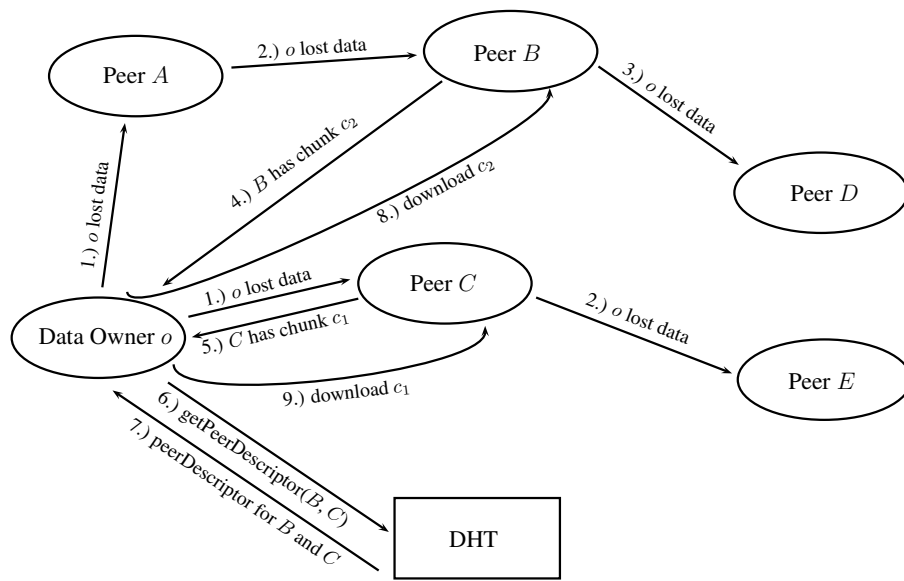 Peer A
2.) o lost data
Peer B
3.) o lost data
Peer D
1.) o lost data
4.) B has chunk c₂
8.) download c₂
1.) o lost data
Peer C
Data Owner o
5.) C has chunk c₁
2.) o lost data
Peer E
9.) download c₁
6.) getPeerDescriptor(B, C)
7.) peerDescriptor for B and C
DHT